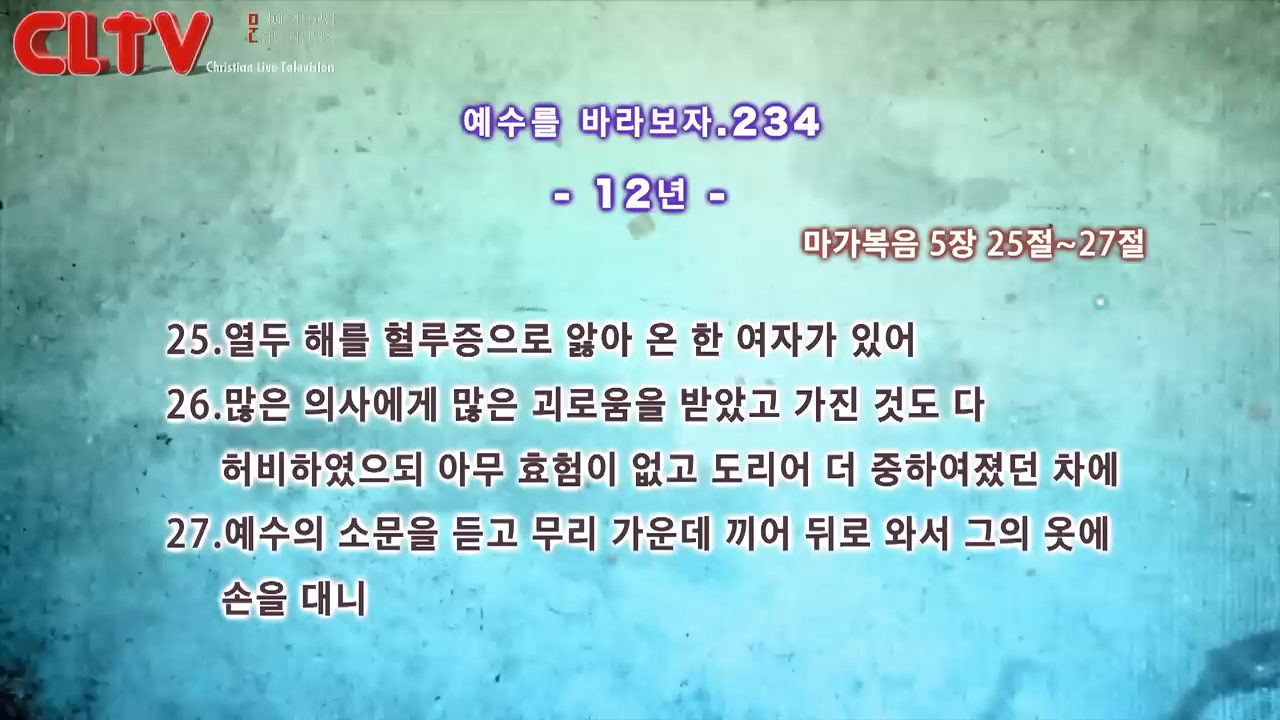 CLTV
Christian Live Television
예수를 바라보자.234
- 12년 -
마가복음 5장 25절~27절
25.열두 해를 혈루증으로 앓아 온 한 여자가 있어
26.많은 의사에게 많은 괴로움을 받았고 가진 것도 다
허비하였으되 아무 효험이 없고 도리어 더 중하여졌던 차에
27.예수의 소문을 듣고 무리 가운데 끼어 뒤로 와서 그의 옷에
손을 대니